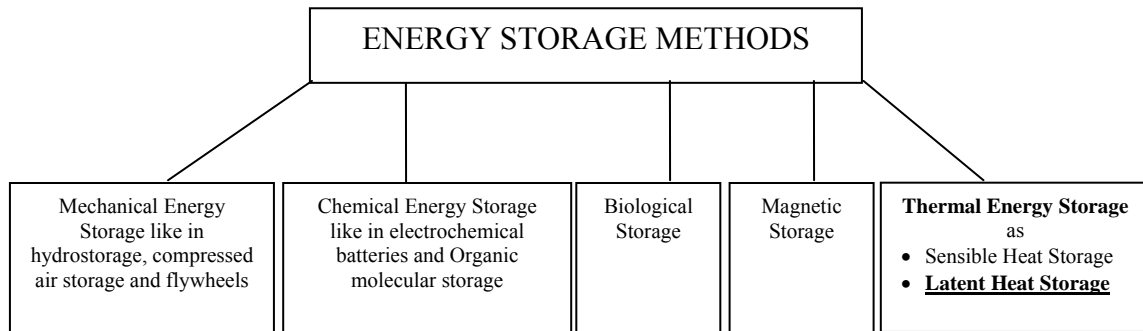 ENERGY STORAGE METHODS
Mechanical Energy
Storage like in
hydrostorage, compressed
air storage and flywheels
Chemical Energy Storage
like in electrochemical
batteries and Organic
molecular storage
Biological
Storage
Magnetic
Storage
Thermal Energy Storage
as
• Sensible Heat Storage
• Latent Heat Storage